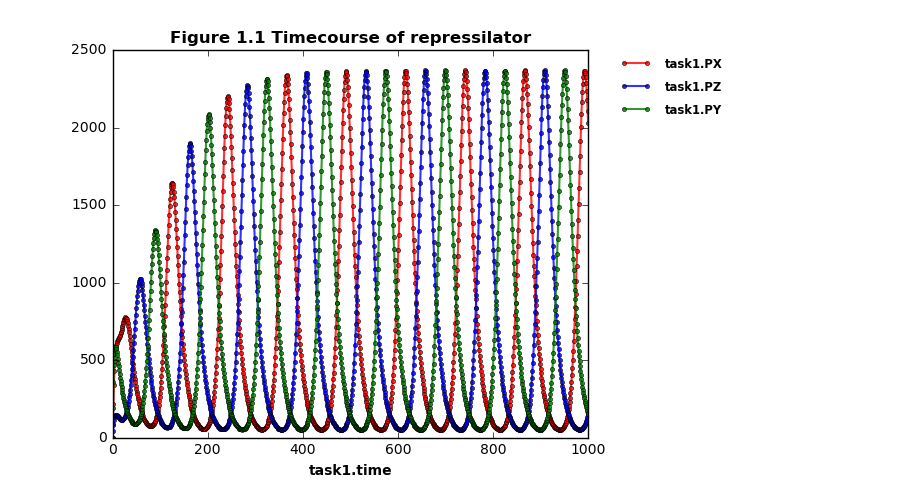 Figure 1.1 Timecourse of repressilator
2500
2000
1500
1000
500
0
0 200 400 600 800 1000
task1.time
task1.PX
task1.PZ
task1.PY